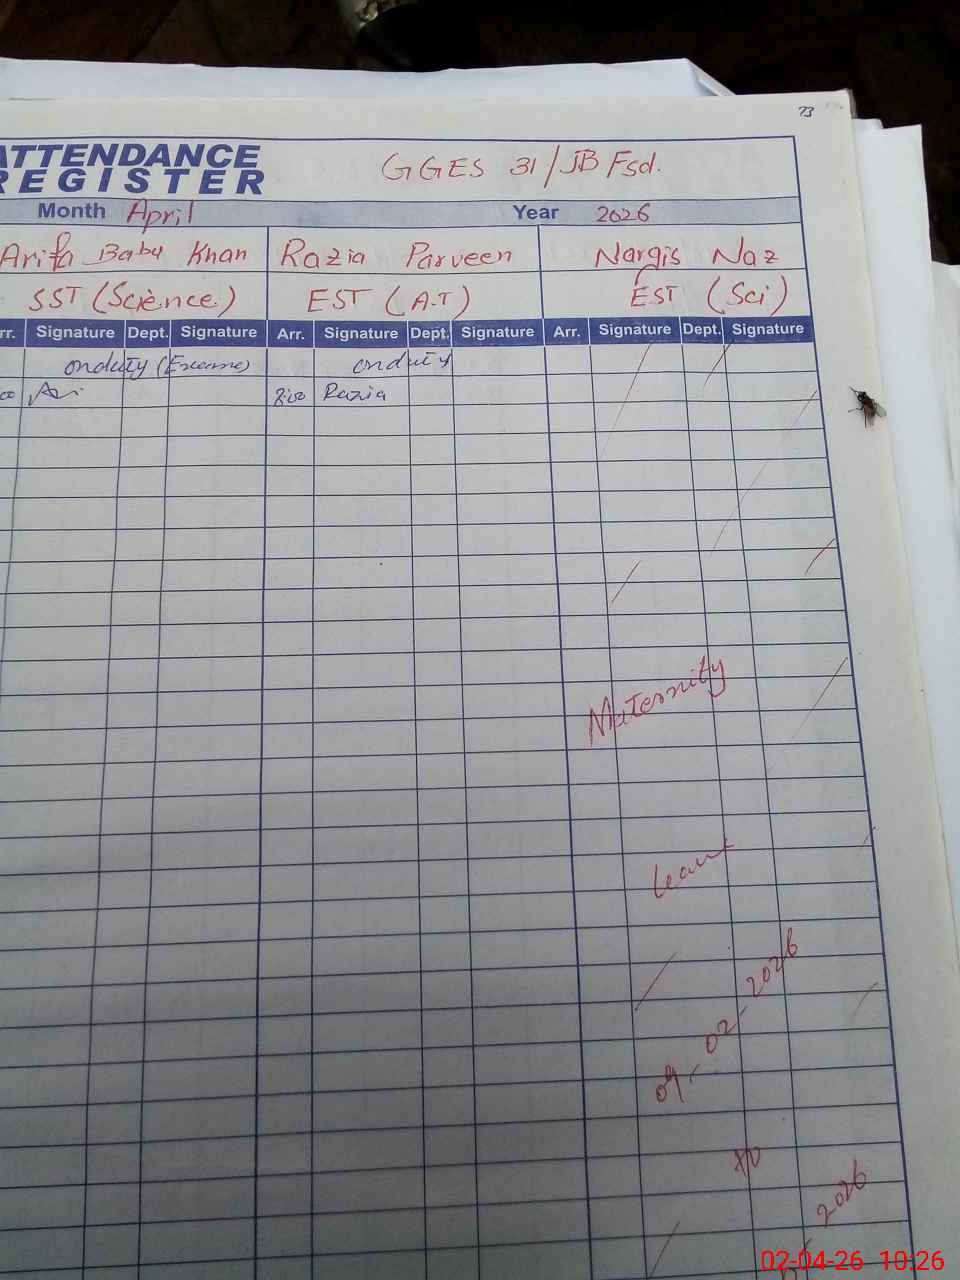 73
ATTENDANCE
REGISTER
GGES 31/JB Fsd.
Month April Year 2026
Arifa Babu Khan Razia Parveen Nargis Naz
SST (Science) EST (A.T) EST (Sci)
rr. Signature Dept. Signature Arr. Signature Dept. Signature Arr. Signature Dept. Signature
onduty onduty
00 8:00 Razia
Maternity
leave
09-02-2026
to
2026
02-04-26 10:26